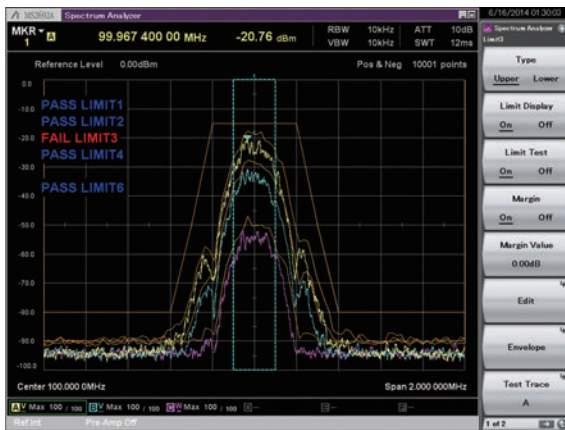 MS2692A Spectrum Analyzer
6/16/2014 01:30:03
MKR 1 A 99.967 400 00 MHz -20.76 dBm
RBW 10kHz ATT 10dB
VBW 10kHz SWT 12ms
Reference Level 0.00dBm Pos & Neg 10001 points
0.0
-10.0
-20.0
-30.0
-40.0
-50.0
-60.0
-70.0
-80.0
-90.0
-100.0
PASS LIMIT1
PASS LIMIT2
FAIL LIMIT3
PASS LIMIT4
PASS LIMIT6
Center 100.000 0MHz Span 2.000 000MHz
A V Max 100 / 100 B V Max 100 / 100 C W Max 100 / 100 D -- E -- F --
Ref.Int Pre-Amp Off
Spectrum Analyzer
Limit3
Type
Upper Lower
Limit Display
On Off
Limit Test
On Off
Margin
On Off
Margin Value
0.00dB
Edit
Envelope
Test Trace
A
1 of 2